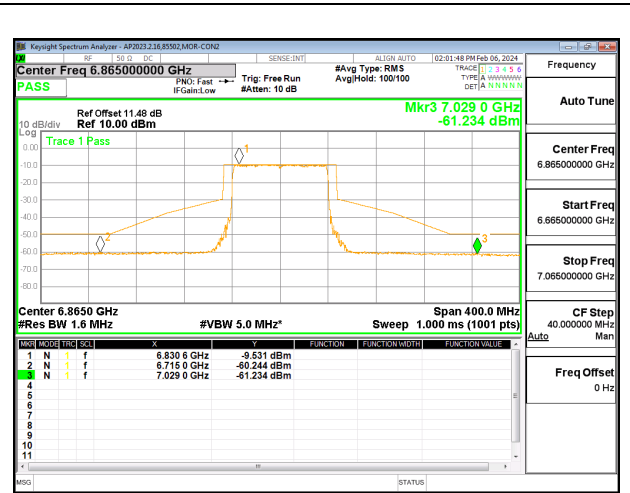 Keysight Spectrum Analyzer - AP2023.2.16,85502,MOR-CON2
RF 50 Ω DC SENSE:INT ALIGN AUTO 02:01:48 PM Feb 06, 2024
Center Freq 6.865000000 GHz
PASS
PNO: Fast
IFGain:Low
Trig: Free Run
#Atten: 10 dB
#Avg Type: RMS
Avg|Hold: 100/100
TRACE 1 2 3 4 5 6
TYPE A WWWWW
DET A N N N N N
Frequency
Ref Offset 11.48 dB
Ref 10.00 dBm
10 dB/div
Log
Mkr3 7.029 0 GHz
-61.234 dBm
Trace 1 Pass
0.00
-10.0
-20.0
-30.0
-40.0
-50.0
-60.0
-70.0
-80.0
1
2
3
Center 6.8650 GHz Span 400.0 MHz
#Res BW 1.6 MHz #VBW 5.0 MHz* Sweep 1.000 ms (1001 pts)
MKR MODE TRC SCL X Y FUNCTION FUNCTION WIDTH FUNCTION VALUE
1 N 1 f 6.830 6 GHz -9.531 dBm
2 N 1 f 6.715 0 GHz -60.244 dBm
3 N 1 f 7.029 0 GHz -61.234 dBm
4
5
6
7
8
9
10
11
MSG STATUS
Auto Tune
Center Freq
6.865000000 GHz
Start Freq
6.665000000 GHz
Stop Freq
7.065000000 GHz
CF Step
40.000000 MHz
Auto Man
Freq Offset
0 Hz